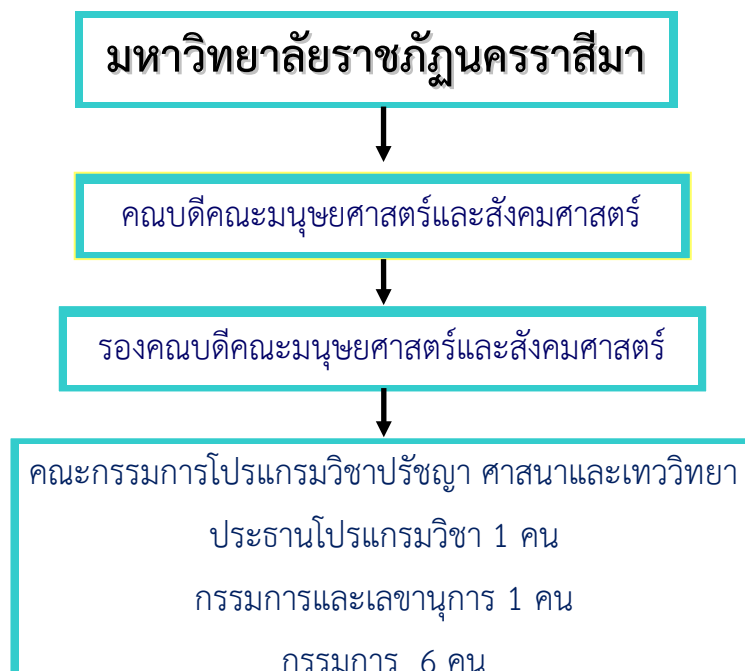 มหาวิทยาลัยราชภัฏนครราสีมา
คณบดีคณะมนุษยศาสตร์และสังคมศาสตร์
รองคณบดีคณะมนุษยศาสตร์และสังคมศาสตร์
คณะกรรมการโปรแกรมวิชาปรัชญา ศาสนาและเทววิทยา
ประธานโปรแกรมวิชา 1 คน
กรรมการและเลขานุการ 1 คน
กรรมการ 6 คน